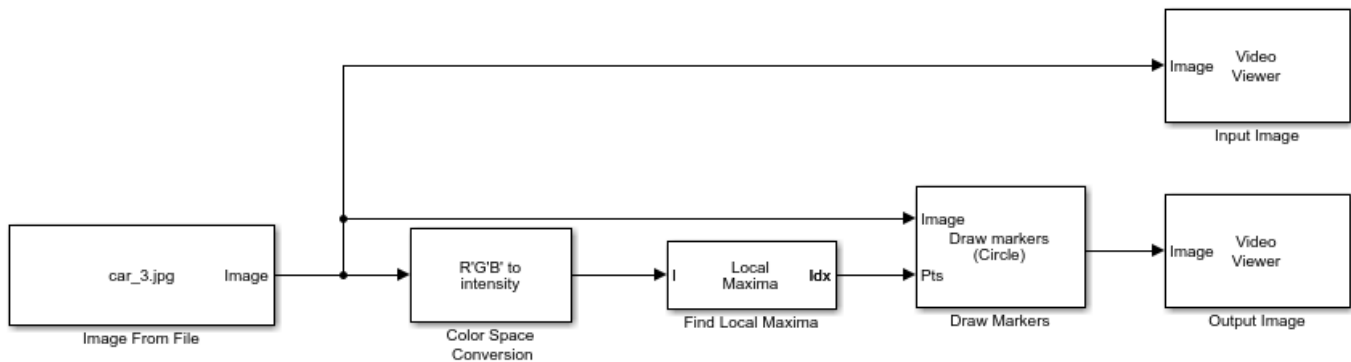 Image
Video
Viewer
Input Image
car_3.jpg
Image
Image From File
R'G'B' to
intensity
Color Space
Conversion
I
Local
Maxima
Idx
Find Local Maxima
Image
Draw markers
(Circle)
Pts
Draw Markers
Image
Video
Viewer
Output Image